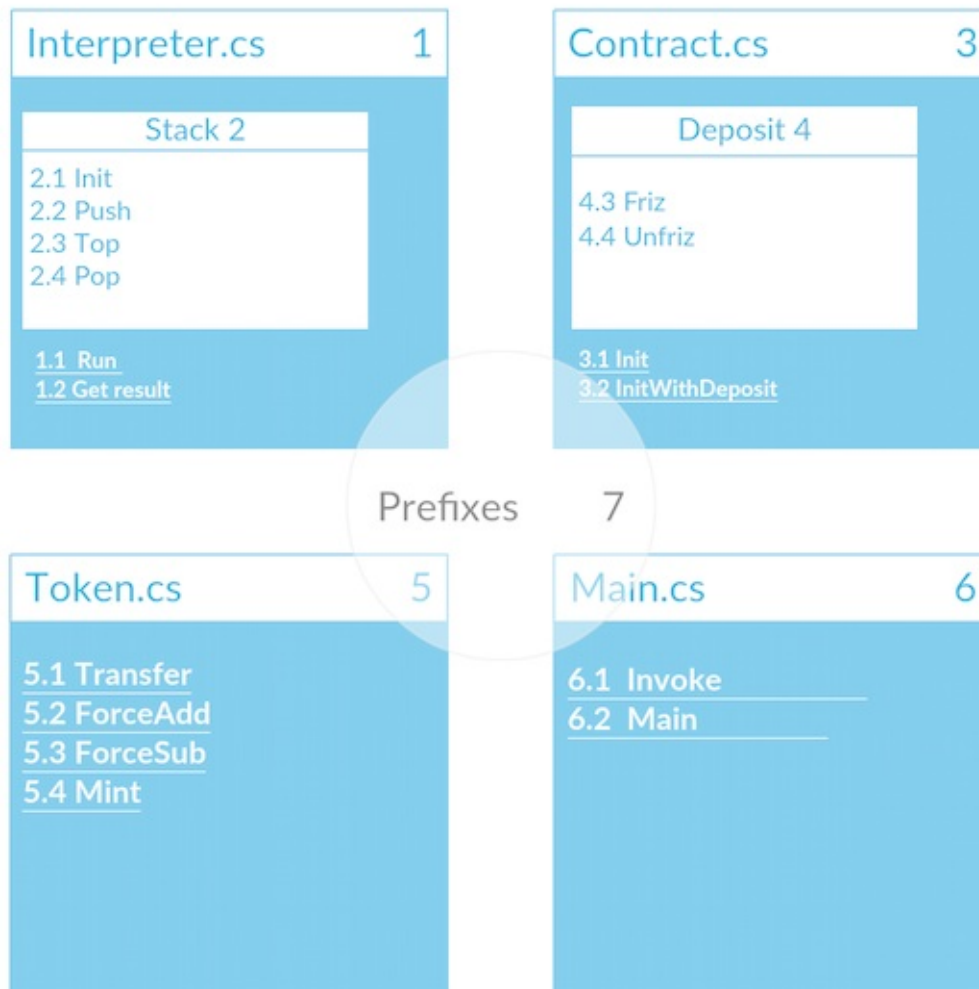 Interpreter.cs 1
Stack 2
2.1 Init
2.2 Push
2.3 Top
2.4 Pop
1.1 Run
1.2 Get result
Contract.cs 3
Deposit 4
4.3 Friz
4.4 Unfriz
3.1 Init
3.2 InitWithDeposit
Prefixes 7
Token.cs 5
5.1 Transfer
5.2 ForceAdd
5.3 ForceSub
5.4 Mint
Main.cs 6
6.1 Invoke
6.2 Main